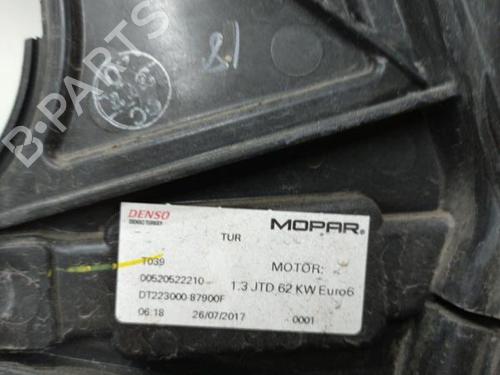 81
B-PARTS
DENSO
DENSO TURKEY
MOPAR
TUR
T039
MOTOR:
00520522210
1.3 JTD 62 KW Euro6
DT223000 87900F
06:18 26/07/2017 0001